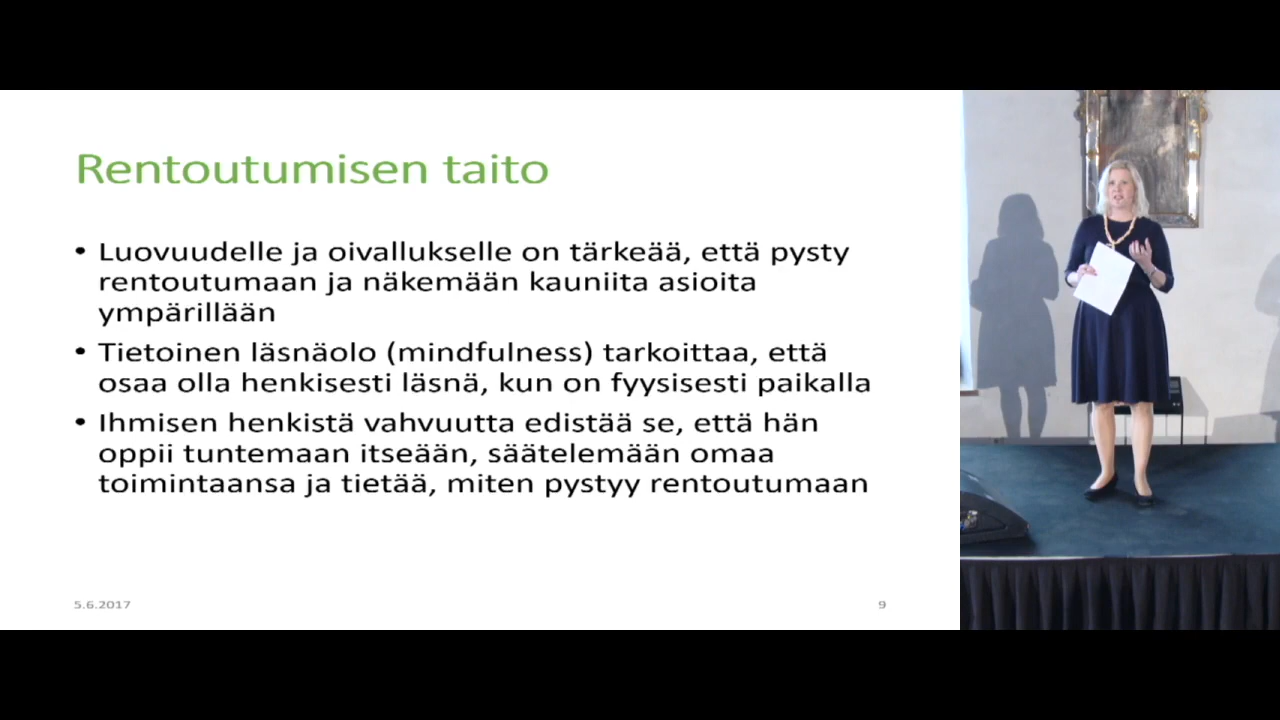 Rentoutumisen taito
• Luovuudelle ja oivallukselle on tärkeää, että pysty
rentoutumaan ja näkemään kauniita asioita
ympärillään
• Tietoinen läsnäolo (mindfulness) tarkoittaa, että
osaa olla henkisesti läsnä, kun on fyysisesti paikalla
• Ihmisen henkistä vahvuutta edistää se, että hän
oppii tuntemaan itseään, säätelemään omaa
toimintaansa ja tietää, miten pystyy rentoutumaan
5.6.2017
9